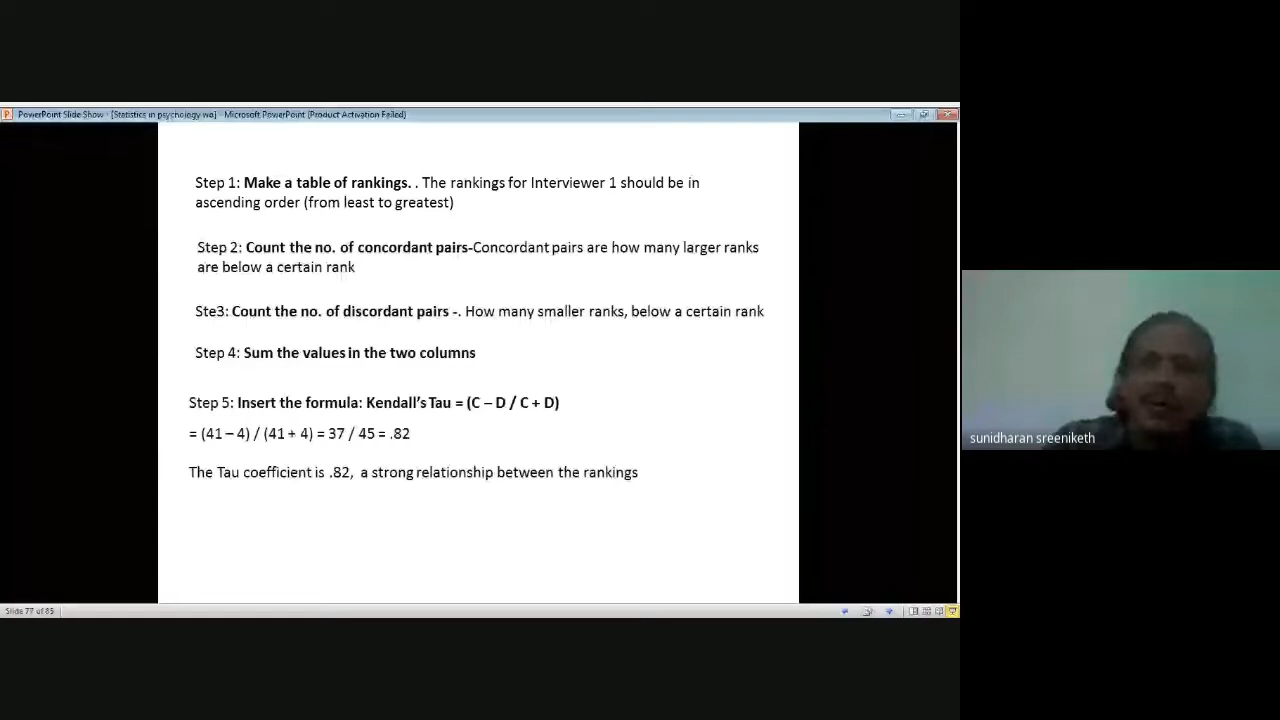 PowerPoint Slide Show - [Statistics in psychology wo] - Microsoft PowerPoint (Product Activation Failed)
Step 1: Make a table of rankings. . The rankings for Interviewer 1 should be in
ascending order (from least to greatest)
Step 2: Count the no. of concordant pairs-Concordant pairs are how many larger ranks
are below a certain rank
Ste3: Count the no. of discordant pairs -. How many smaller ranks, below a certain rank
Step 4: Sum the values in the two columns
Step 5: Insert the formula: Kendall's Tau = (C – D / C + D)
= (41 – 4) / (41 + 4) = 37 / 45 = .82
The Tau coefficient is .82, a strong relationship between the rankings
sunidharan sreeniketh
Slide 77 of 85